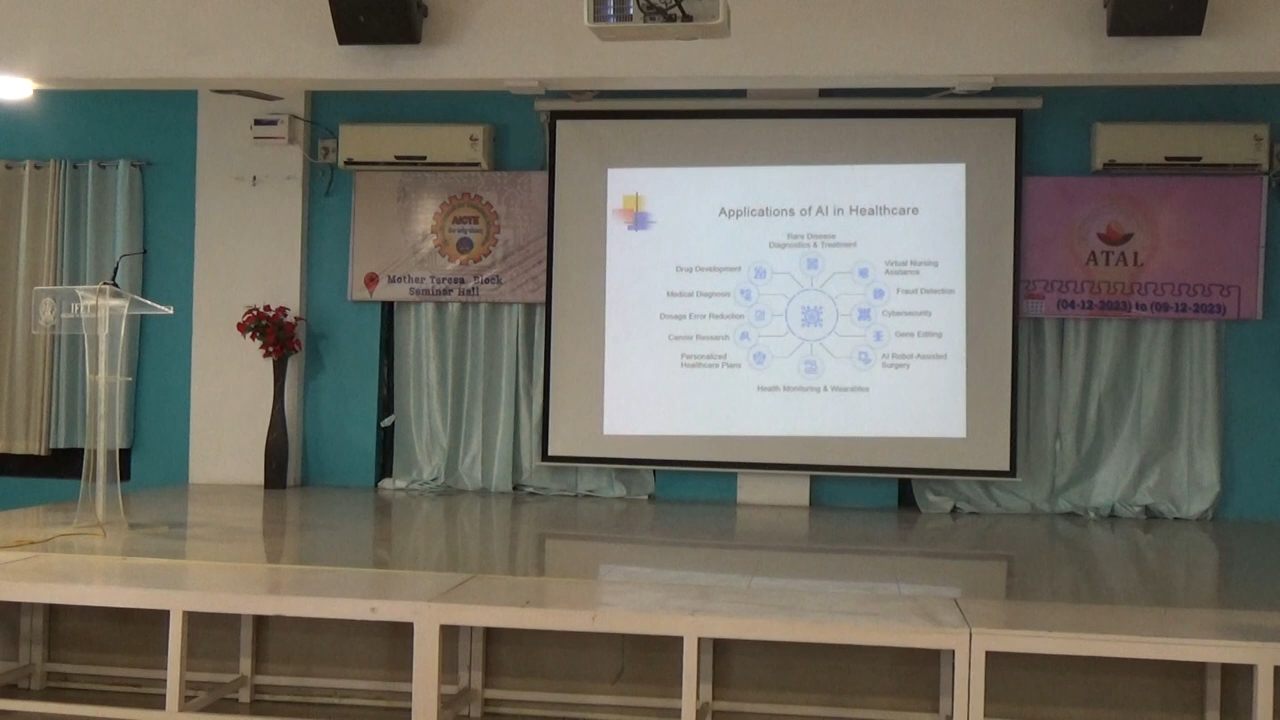 AICTE
Mother Teresa Block
Seminar Hall
Applications of AI in Healthcare
Rare Disease
Diagnostics & Treatment
Drug Development
Virtual Nursing
Assistance
Medical Diagnosis
Fraud Detection
Dosage Error Reduction
Cybersecurity
Cancer Research
Gene Editing
Personalized
Healthcare Plans
AI Robot-Assisted
Surgery
Health Monitoring & Wearables
ATAL
(04-12-2023) to (09-12-2023)